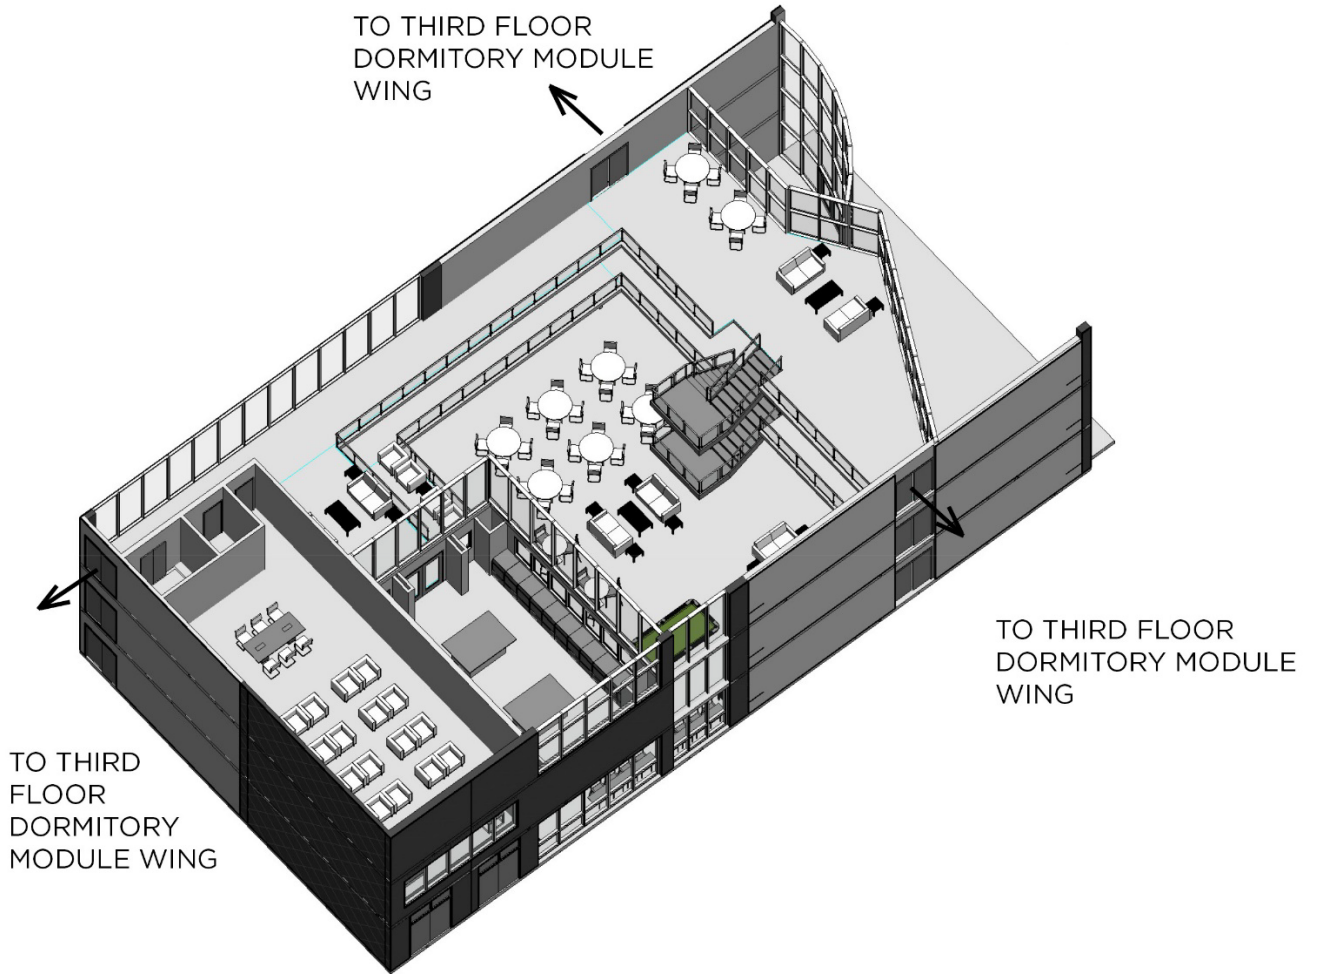 TO THIRD FLOOR
DORMITORY MODULE
WING
TO THIRD FLOOR
DORMITORY MODULE
WING
TO THIRD
FLOOR
DORMITORY
MODULE WING